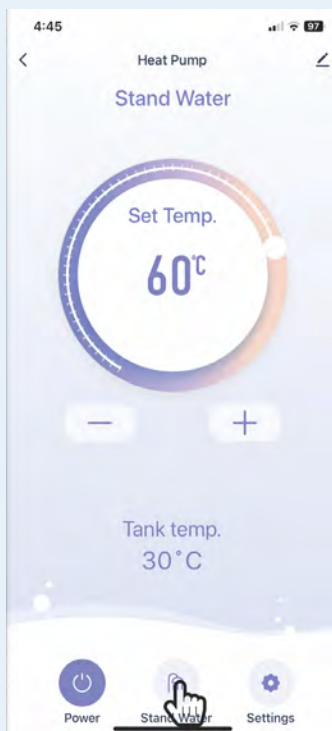 4:45
97
Heat Pump
Stand Water
Set Temp.
60°C
Tank temp.
30°C
Power
Stand Water
Settings